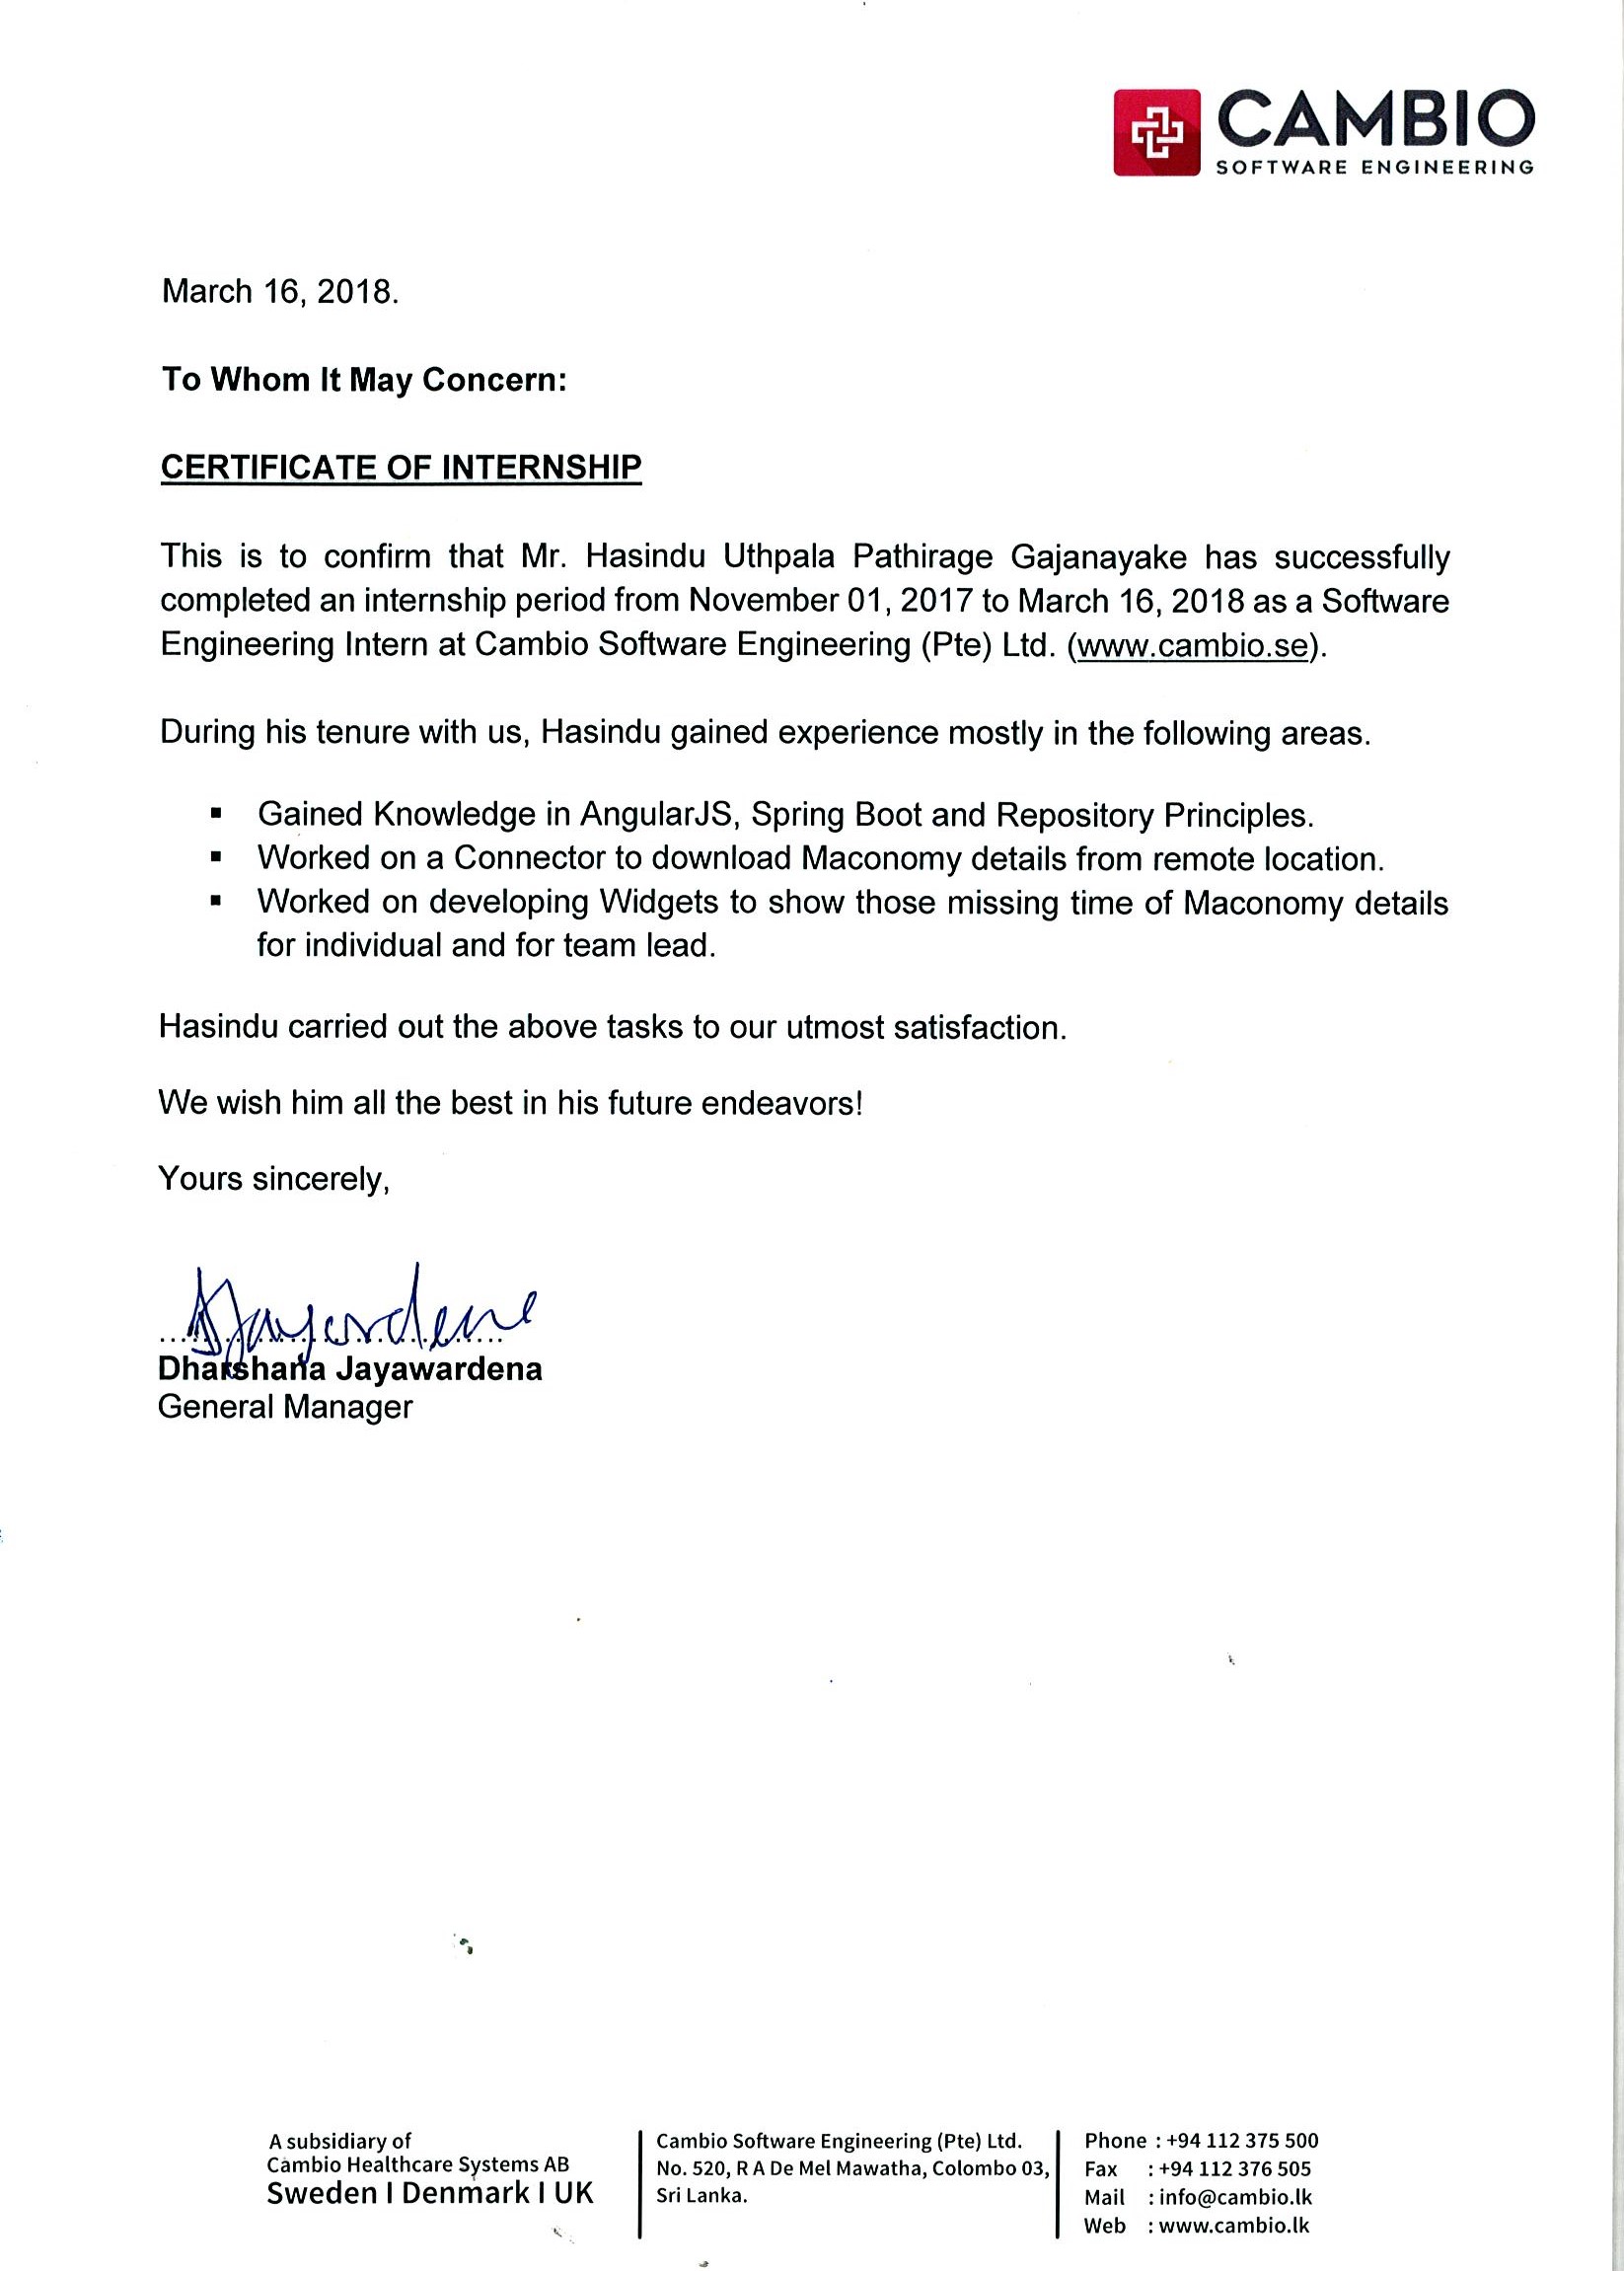 CAMBIO
SOFTWARE ENGINEERING
March 16, 2018.
To Whom It May Concern:
CERTIFICATE OF INTERNSHIP
This is to confirm that Mr. Hasindu Uthpala Pathirage Gajanayake has successfully
completed an internship period from November 01, 2017 to March 16, 2018 as a Software
Engineering Intern at Cambio Software Engineering (Pte) Ltd. (www.cambio.se).
During his tenure with us, Hasindu gained experience mostly in the following areas.
▪ Gained Knowledge in AngularJS, Spring Boot and Repository Principles.
▪ Worked on a Connector to download Maconomy details from remote location.
▪ Worked on developing Widgets to show those missing time of Maconomy details
for individual and for team lead.
Hasindu carried out the above tasks to our utmost satisfaction.
We wish him all the best in his future endeavors!
Yours sincerely,
Dharshana Jayawardena
General Manager
A subsidiary of
Cambio Healthcare Systems AB
Sweden I Denmark I UK
Cambio Software Engineering (Pte) Ltd.
No. 520, R A De Mel Mawatha, Colombo 03,
Sri Lanka.
Phone : +94 112 375 500
Fax : +94 112 376 505
Mail : info@cambio.lk
Web : www.cambio.lk